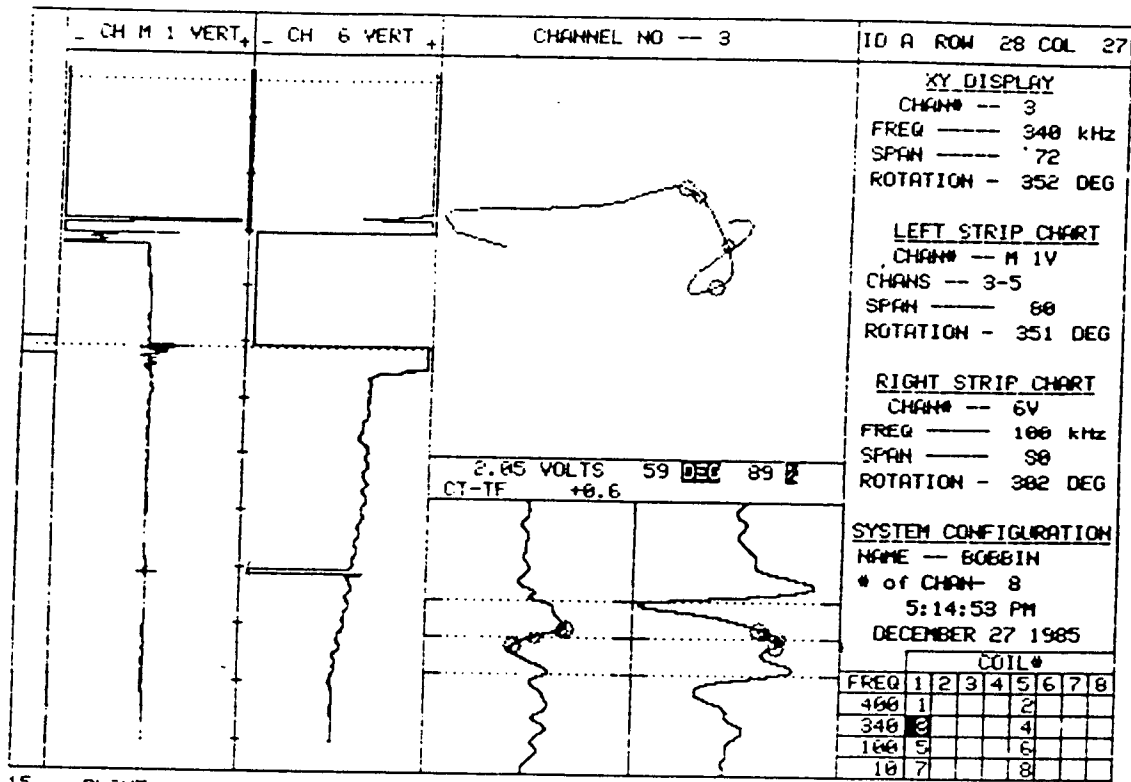 - CH M 1 VERT + - CH 6 VERT +
CHANNEL NO -- 3
ID A ROW 28 COL 27
XY DISPLAY
CHAN# -- 3
FREQ ----- 340 kHz
SPAN ----- 72
ROTATION - 352 DEG
LEFT STRIP CHART
CHAN# -- M 1V
CHANS -- 3-5
SPAN ----- 80
ROTATION - 351 DEG
RIGHT STRIP CHART
CHAN# -- 6V
FREQ ----- 100 kHz
SPAN -----
ROTATION - 302 DEG
2.05 VOLTS 59 DEG 89 %
CT-TF +0.6
SYSTEM CONFIGURATION
NAME -- BOBBIN
# of CHAN- 8
5:14:53 PM
DECEMBER 27 1985
COIL#
FREQ 1 2 3 4 5 6 7 8
400 1 2
340 3 4
100 5 6
10 7 8
15